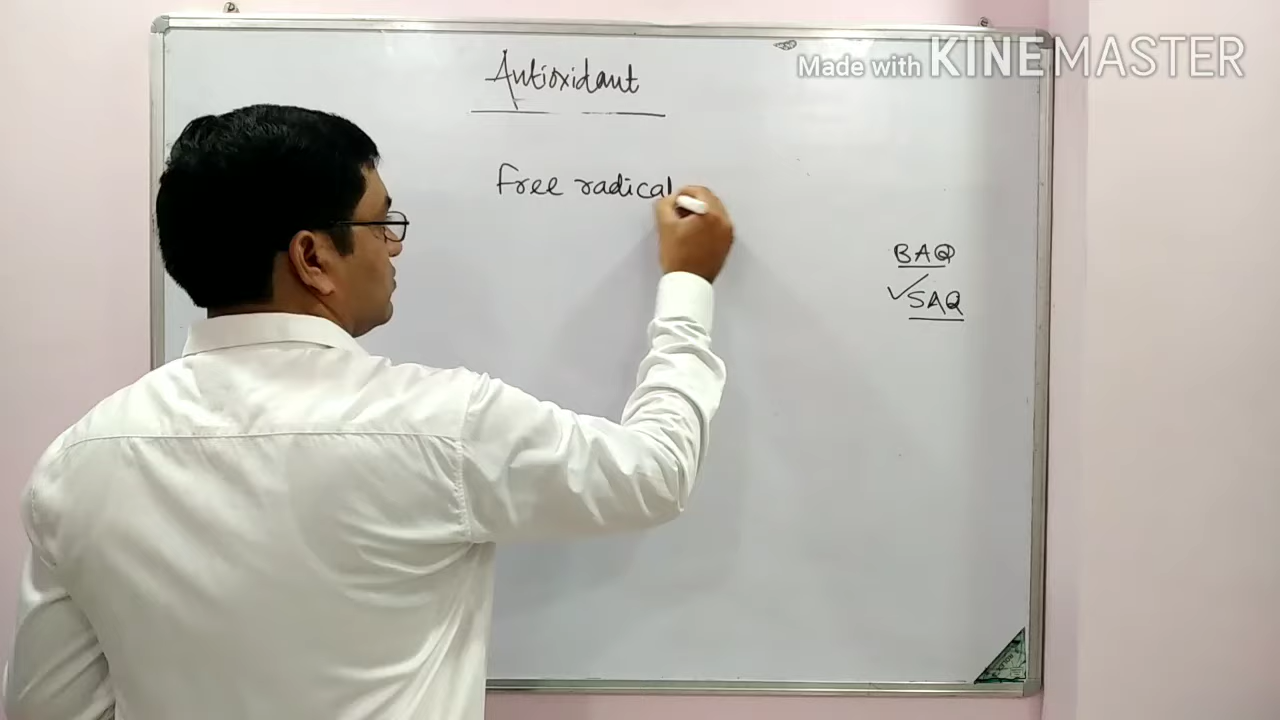 Made with KINEMASTER
Antioxidant
Free radical
BAQ
✓SAQ